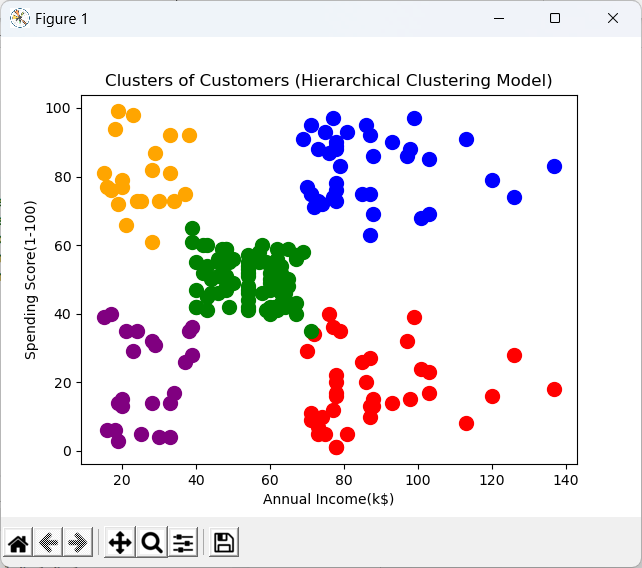 Figure 1
Clusters of Customers (Hierarchical Clustering Model)
100
80
60
40
20
0
Spending Score(1-100)
20 40 60 80 100 120 140
Annual Income(k$)